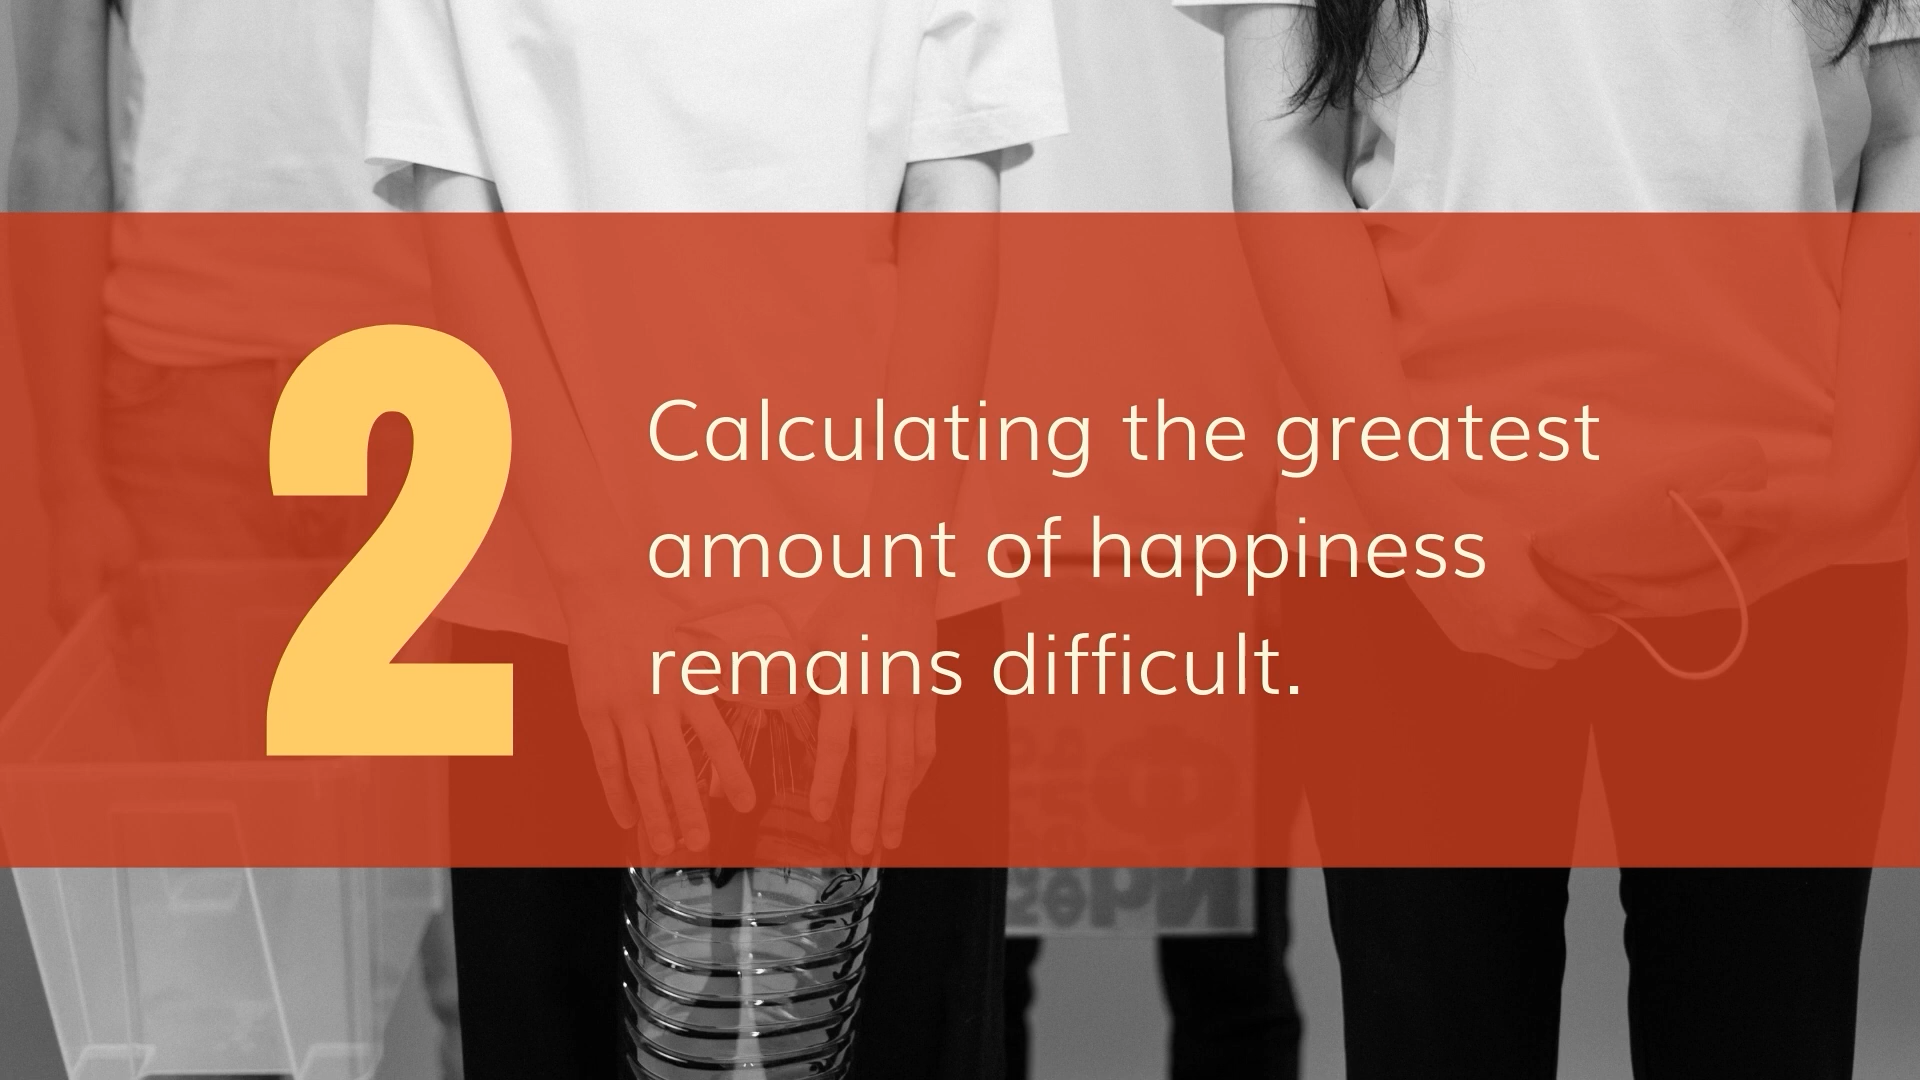 2
Calculating the greatest
amount of happiness
remains difficult.